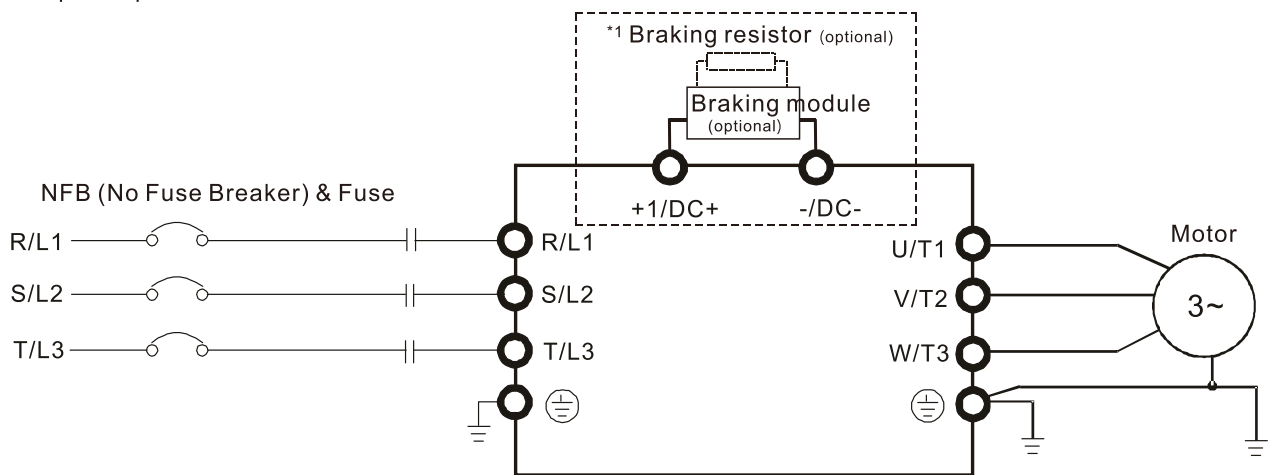 *1 Braking resistor (optional)
Braking module
(optional)
+1/DC+
-/DC-
NFB (No Fuse Breaker) & Fuse
R/L1
R/L1
U/T1
Motor
S/L2
S/L2
V/T2
3~
T/L3
T/L3
W/T3